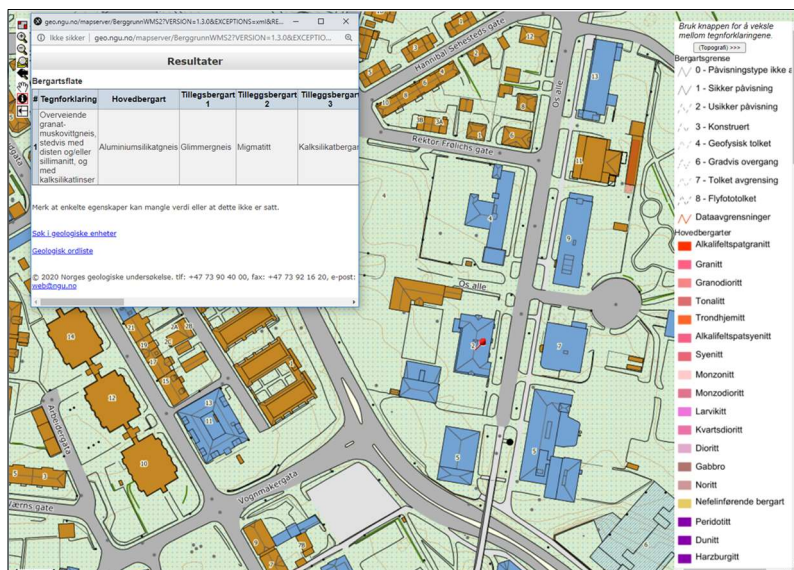 geo.ngu.no/mapserver/BerggrunnWMS2?VERSION=1.3.0&EXCEPTIONS=xml&RE...
Ikke sikker | geo.ngu.no/mapserver/BerggrunnWMS2?VERSION=1.3.0&EXCEPTIO...
Resultater
Bergartsflate
# Tegnforklaring Hovedbergart Tillegsbergart 1 Tilleggsbergart 2 Tilleggsbergart 3
1 Overveiende granat-muskovittgneis, stedvis med disten og/eller sillimanitt, og med kalksilikatlinser Aluminiumsilikatgneis Glimmergneis Migmatitt Kalksilikatbergar
Merk at enkelte egenskaper kan mangle verdi eller at dette ikke er satt.
Søk i geologiske enheter
Geologisk ordliste
© 2020 Norges geologiske undersøkelse. tlf: +47 73 90 40 00, fax: +47 73 92 16 20, e-post:
web@ngu.no
Hannibal Sehesteds gate
Rektor Frølichs gate
Os alle
Os alle
Arbeidergata
Værns gate
Vognmakergata
Bruk knappen for å veksle
mellom tegnforklaringene.
(Topografi) >>>
Bergartsgrense
0 - Påvisningstype ikke a
1 - Sikker påvisning
2 - Usikker påvisning
3 - Konstruert
4 - Geofysisk tolket
6 - Gradvis overgang
7 - Tolket avgrensing
8 - Flyfototolket
Dataavgrensninger
Hovedbergarter
Alkalifeltspatgranitt
Granitt
Granodioritt
Tonalitt
Trondhjemitt
Alkalifeltspatsyenitt
Syenitt
Monzonitt
Monzodioritt
Larvikitt
Kvartsdioritt
Dioritt
Gabbro
Noritt
Nefelinførende bergart
Peridotitt
Dunitt
Harzburgitt